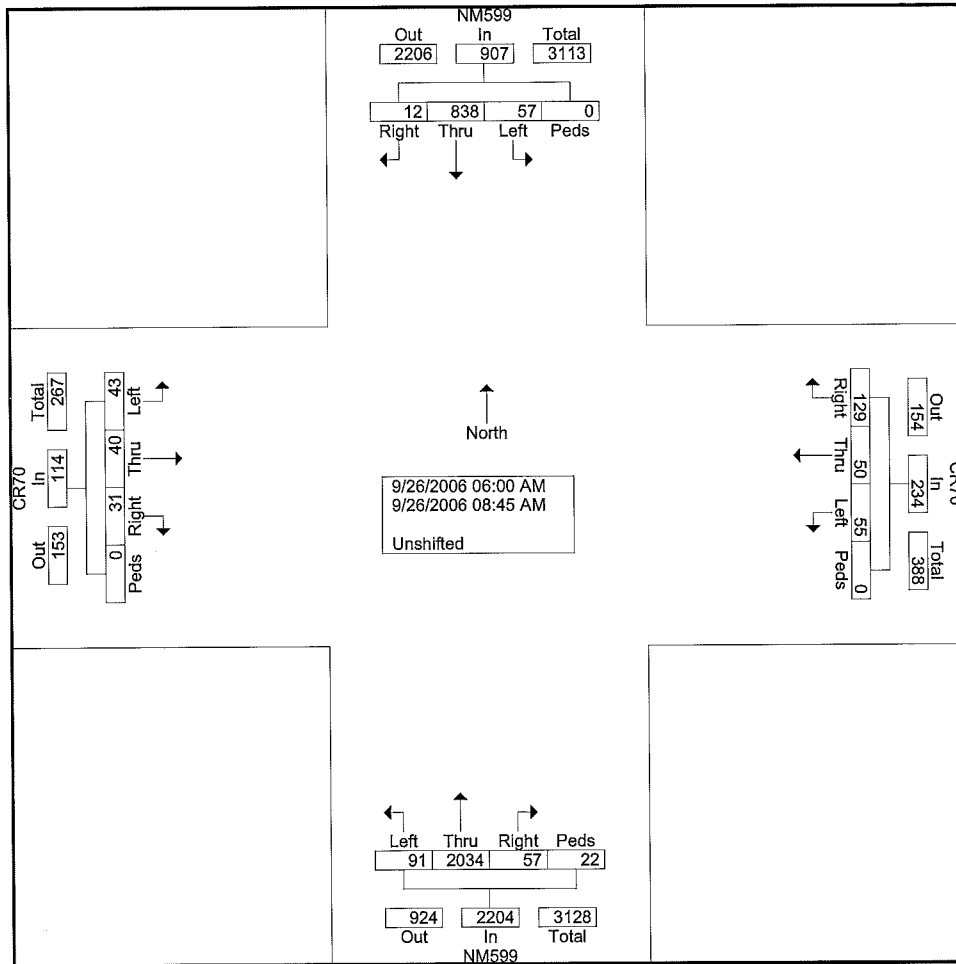 NM599
Out In Total
2206 907 3113
12 838 57 0
Right Thru Left Peds
CR70
Total In Out
267 114 153
43 40 31 0
Left Thru Right Peds
North
9/26/2006 06:00 AM
9/26/2006 08:45 AM
Unshifted
Right Thru Left Peds
129 50 55 0
Out In Total
154 234 388
CR70
Left Thru Right Peds
91 2034 57 22
924 2204 3128
Out In Total
NM599